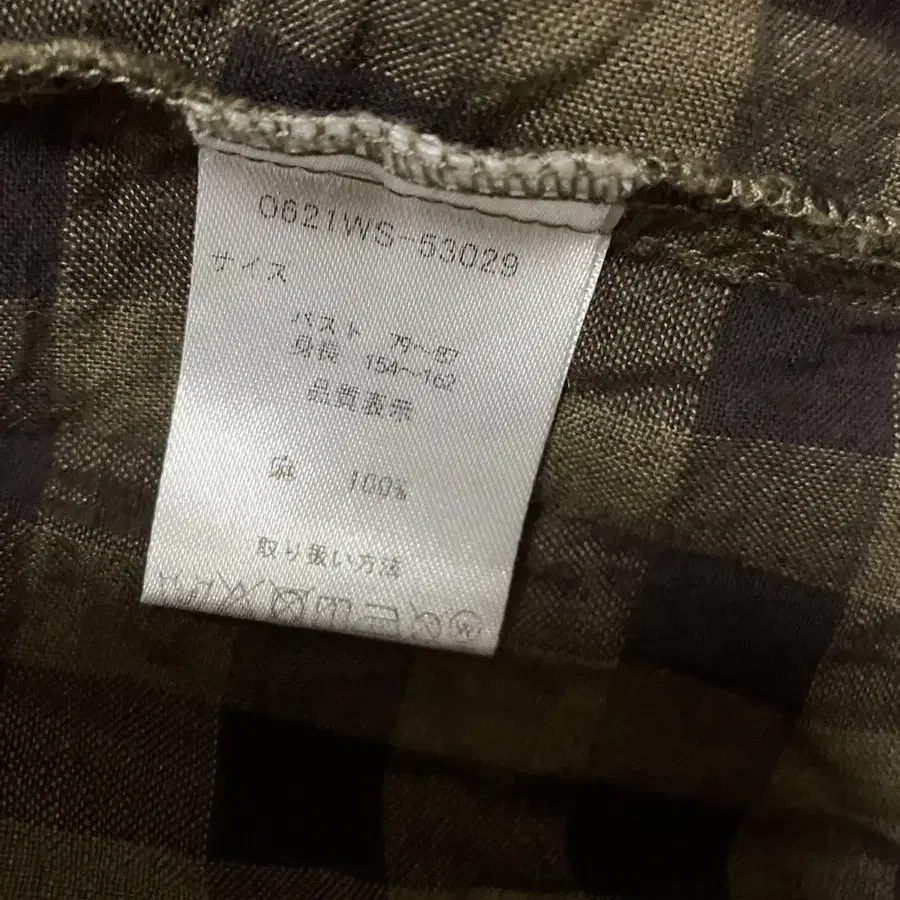 0621WS-53029
サイズ
バスト 79~87
身長 154~162
品質表示
麻 100%
取り扱い方法